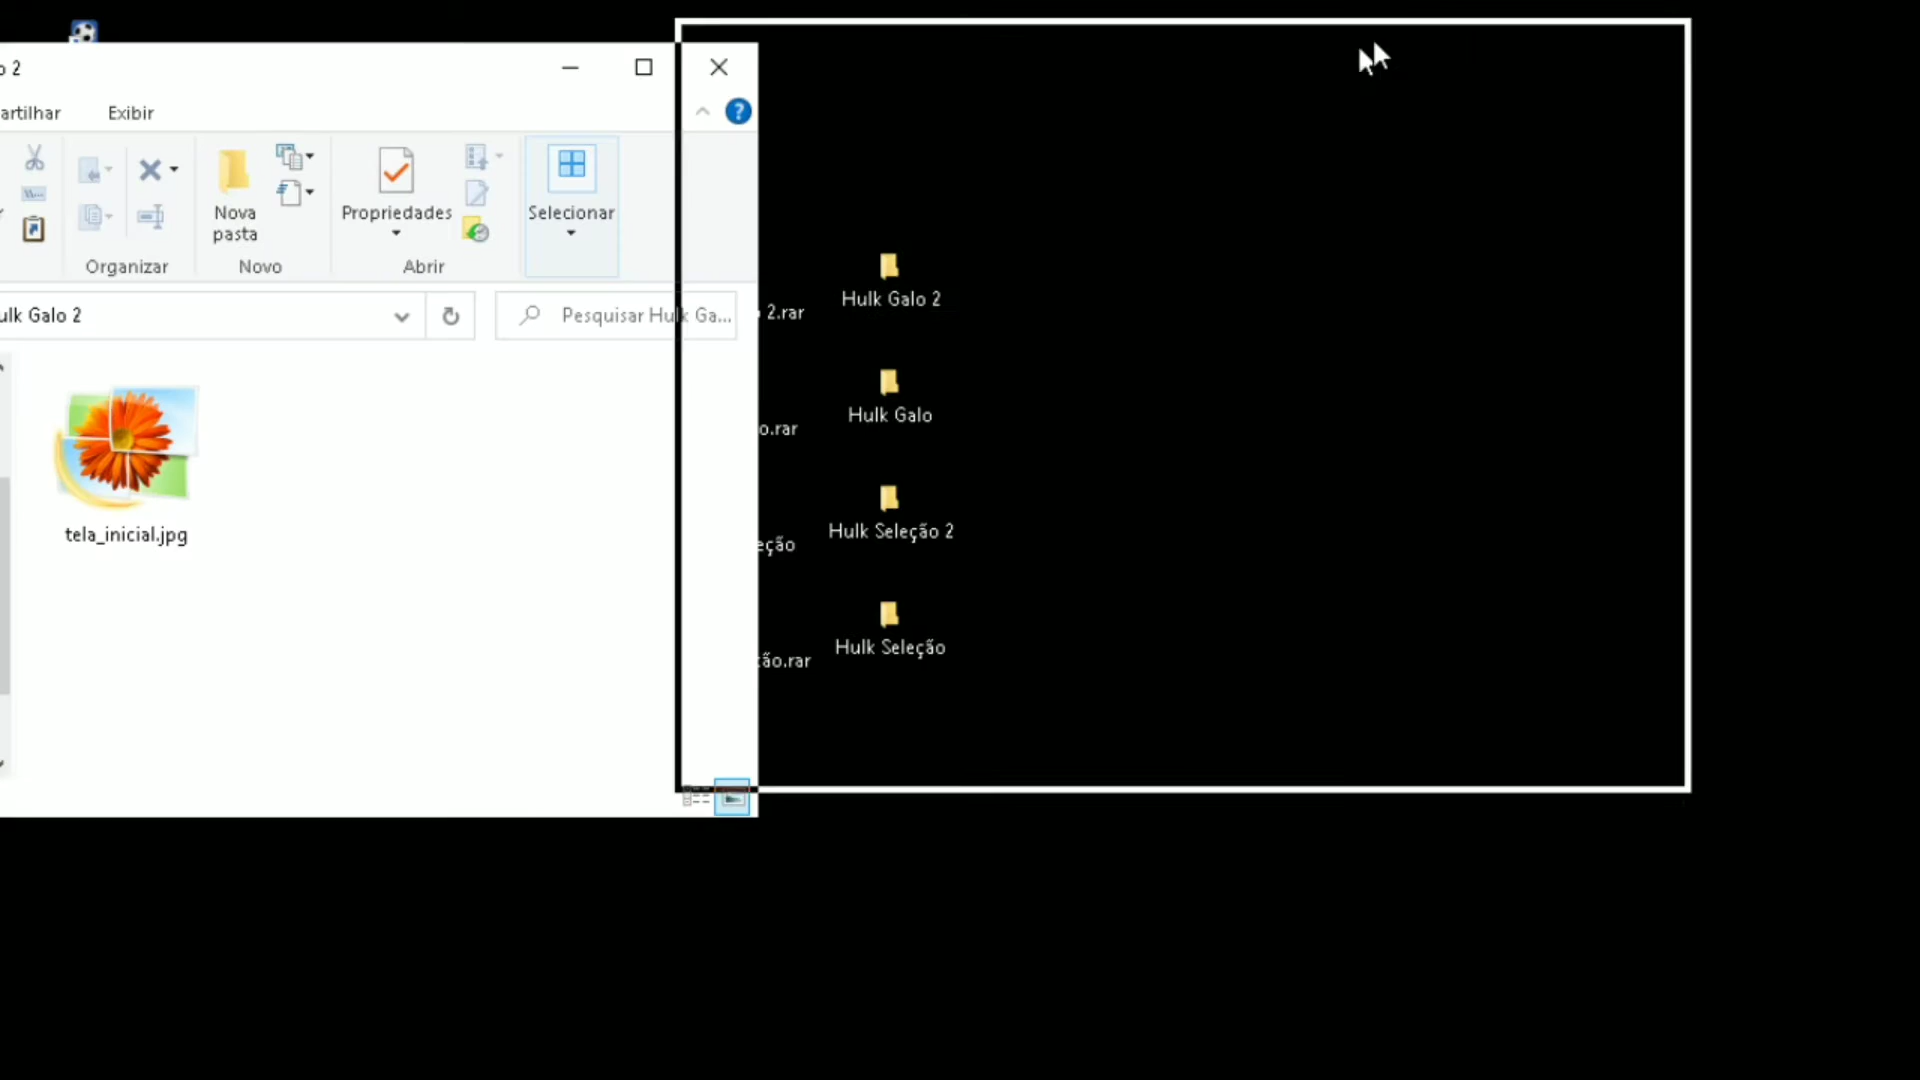 o 2
artilhar Exibir
Nova
pasta
Propriedades
Selecionar
Organizar Novo Abrir
ulk Galo 2
Pesquisar Hulk Ga...
tela_inicial.jpg
2.rar
o.rar
eção
ção.rar
Hulk Galo 2
Hulk Galo
Hulk Seleção 2
Hulk Seleção